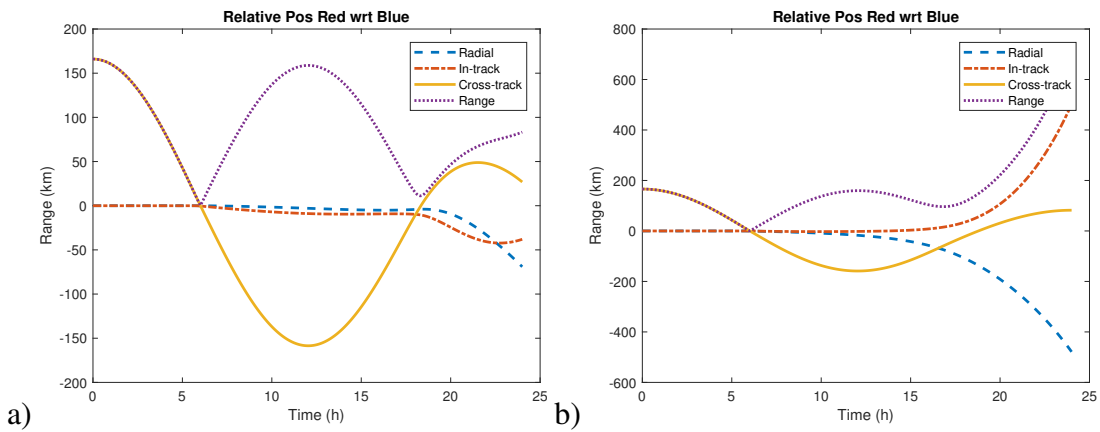 Relative Pos Red wrt Blue
200
150
100
50
0
-50
-100
-150
-200
Range (km)
0 5 10 15 20 25
Time (h)
Radial
In-track
Cross-track
Range
a)
Relative Pos Red wrt Blue
800
600
400
200
0
-200
-400
-600
Range (km)
0 5 10 15 20 25
Time (h)
Radial
In-track
Cross-track
Range
b)